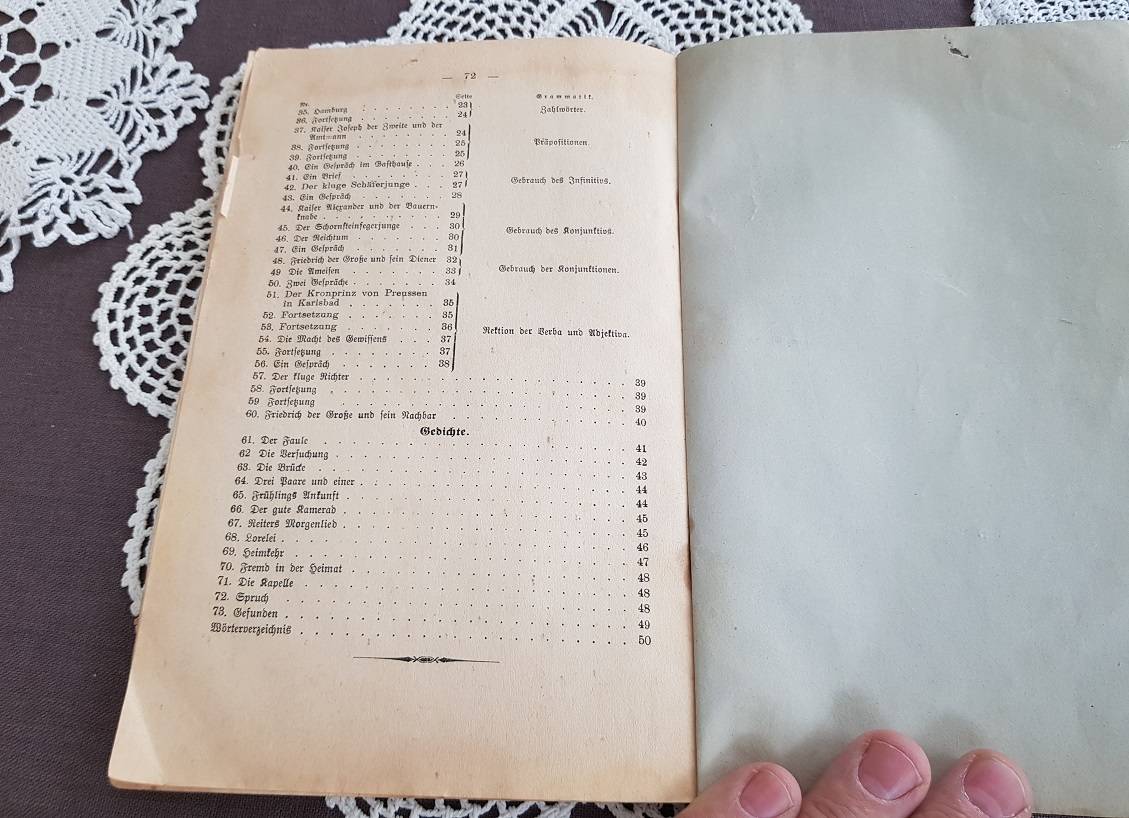 — 72 —
Nr. Seite Grammatik.
35. Hamburg . . . . . . . 23
36. Fortsetzung . . . . . . . 24 Zahlwörter.
37. Kaiser Joseph der Zweite und der
Amtmann . . . . . . . 24
38. Fortsetzung . . . . . . . 25 Präpositionen.
39. Fortsetzung . . . . . . . 25
40. Ein Gespräch im Gasthause . . . 26
41. Ein Brief . . . . . . . 27
42. Der kluge Schäferjunge . . . 27 Gebrauch des Infinitivs.
43. Ein Gespräch . . . . . . . 28
44. Kaiser Alexander und der Bauern-
knabe . . . . . . . 29
45. Der Schornsteinfegerjunge . . . 30 Gebrauch des Konjunktivs.
46. Der Reichtum . . . . . . 30
47. Ein Gespräch . . . . . . 31
48. Friedrich der Große und sein Diener 32
49 Die Ameisen . . . . . . 33 Gebrauch der Konjunktionen.
50. Zwei Gespräche . . . . . . 34
51. Der Kronprinz von Preussen
in Karlsbad . . . . . . 35
52. Fortsetzung . . . . . . 35
53. Fortsetzung . . . . . . 36
54. Die Macht des Gewissens . . . 37 Rektion der Verba und Adjektiva.
55. Fortsetzung . . . . . . 37
56. Ein Gespräch . . . . . . 38
57. Der kluge Richter . . . . . . 39
58. Fortsetzung . . . . . . 39
59 Fortsetzung . . . . . . 39
60. Friedrich der Große und sein Nachbar . . . . . . 40
Gedichte.
61. Der Faule . . . . . . 41
62 Die Versuchung . . . . . . 42
63. Die Brücke . . . . . . 43
64. Drei Paare und einer . . . . . . 44
65. Frühlings Ankunft . . . . . . 44
66. Der gute Kamerad . . . . . . 45
67. Reiters Morgenlied . . . . . . 45
68. Lorelei . . . . . . 46
69. Heimkehr . . . . . . 47
70. Fremd in der Heimat . . . . . . 48
71. Die Kapelle . . . . . . 48
72. Spruch . . . . . . 48
73. Gefunden . . . . . . 49
Wörterverzeichnis . . . . . . 50